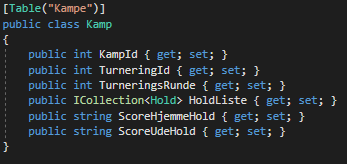 [Table("Kampe")]
public class Kamp
{
public int KampId { get; set; }
public int TurneringId { get; set; }
public int TurneringsRunde { get; set; }
public ICollection<Hold> HoldListe { get; set; }
public string ScoreHjemmeHold { get; set; }
public string ScoreUdeHold { get; set; }
}